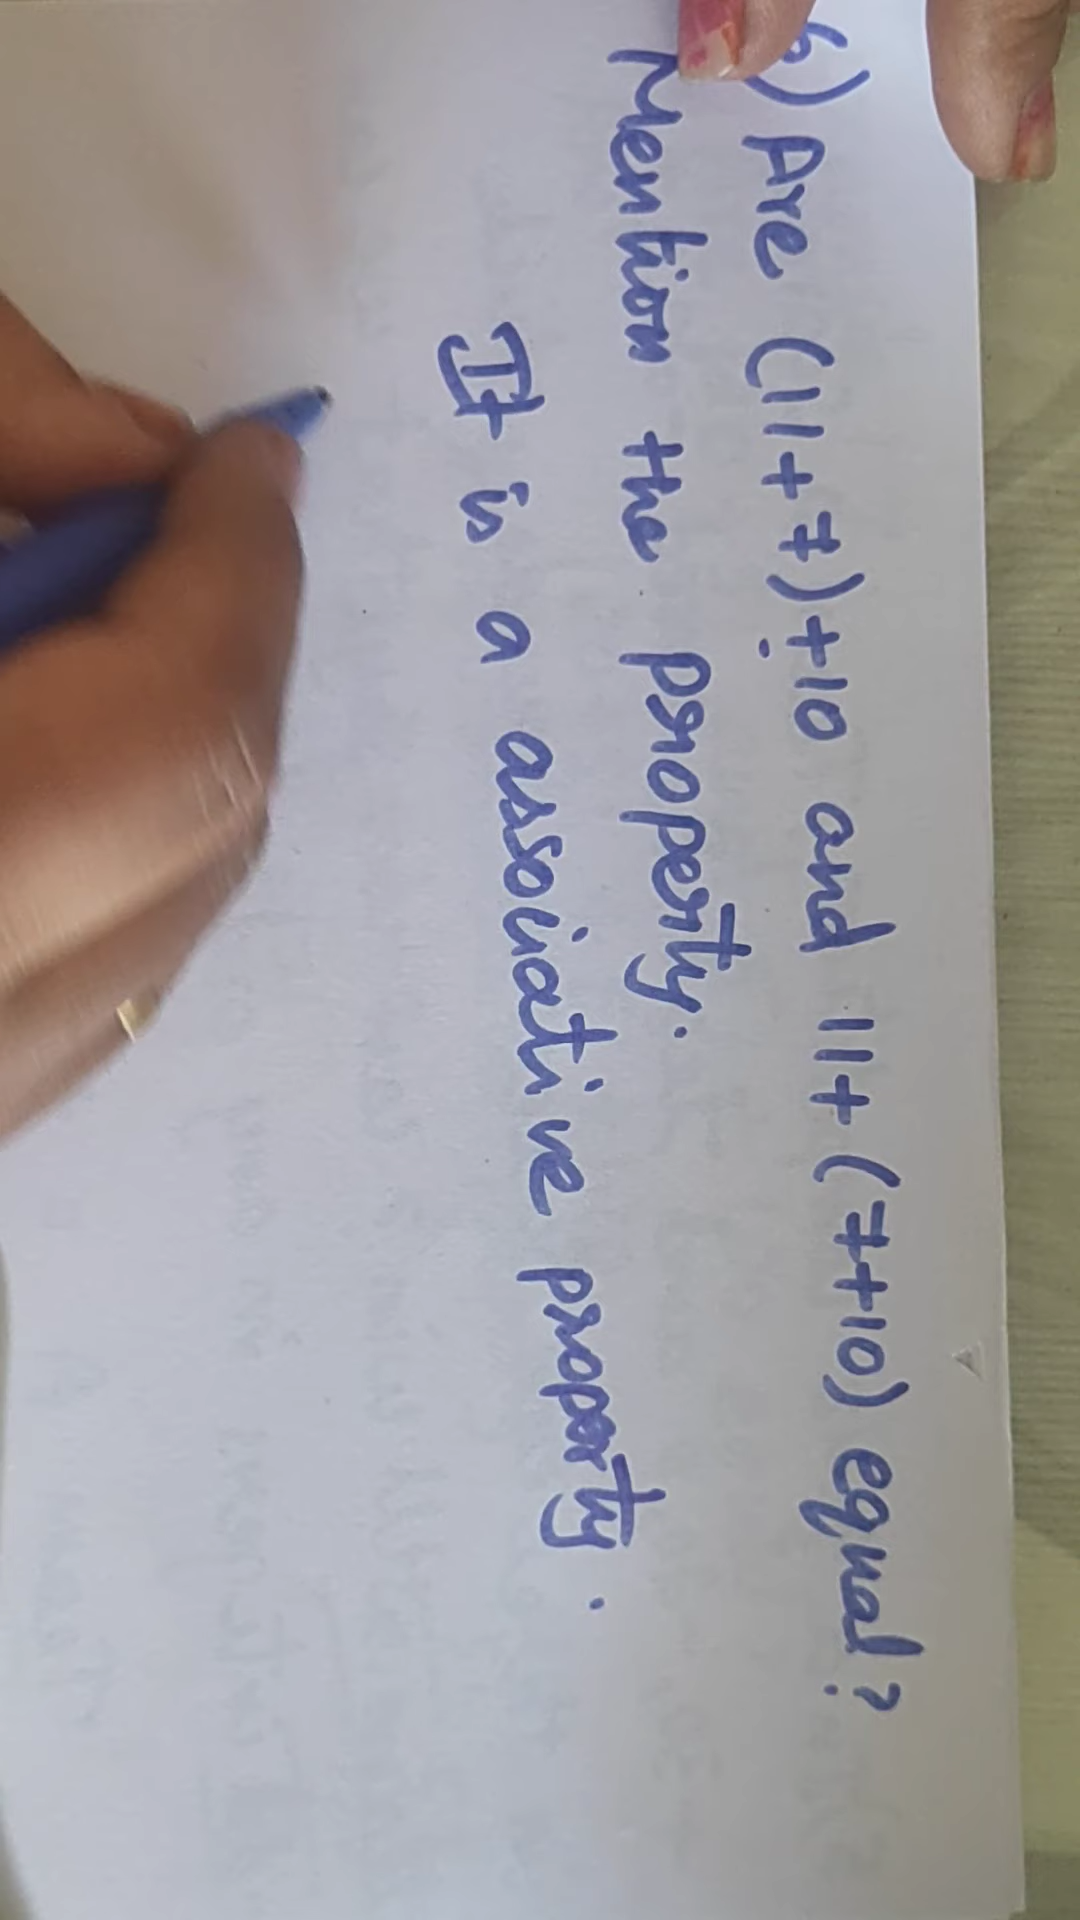 b) Are (11+7)+10 and 11+(7+10) equal?
Mention the property.
It is a associative property.